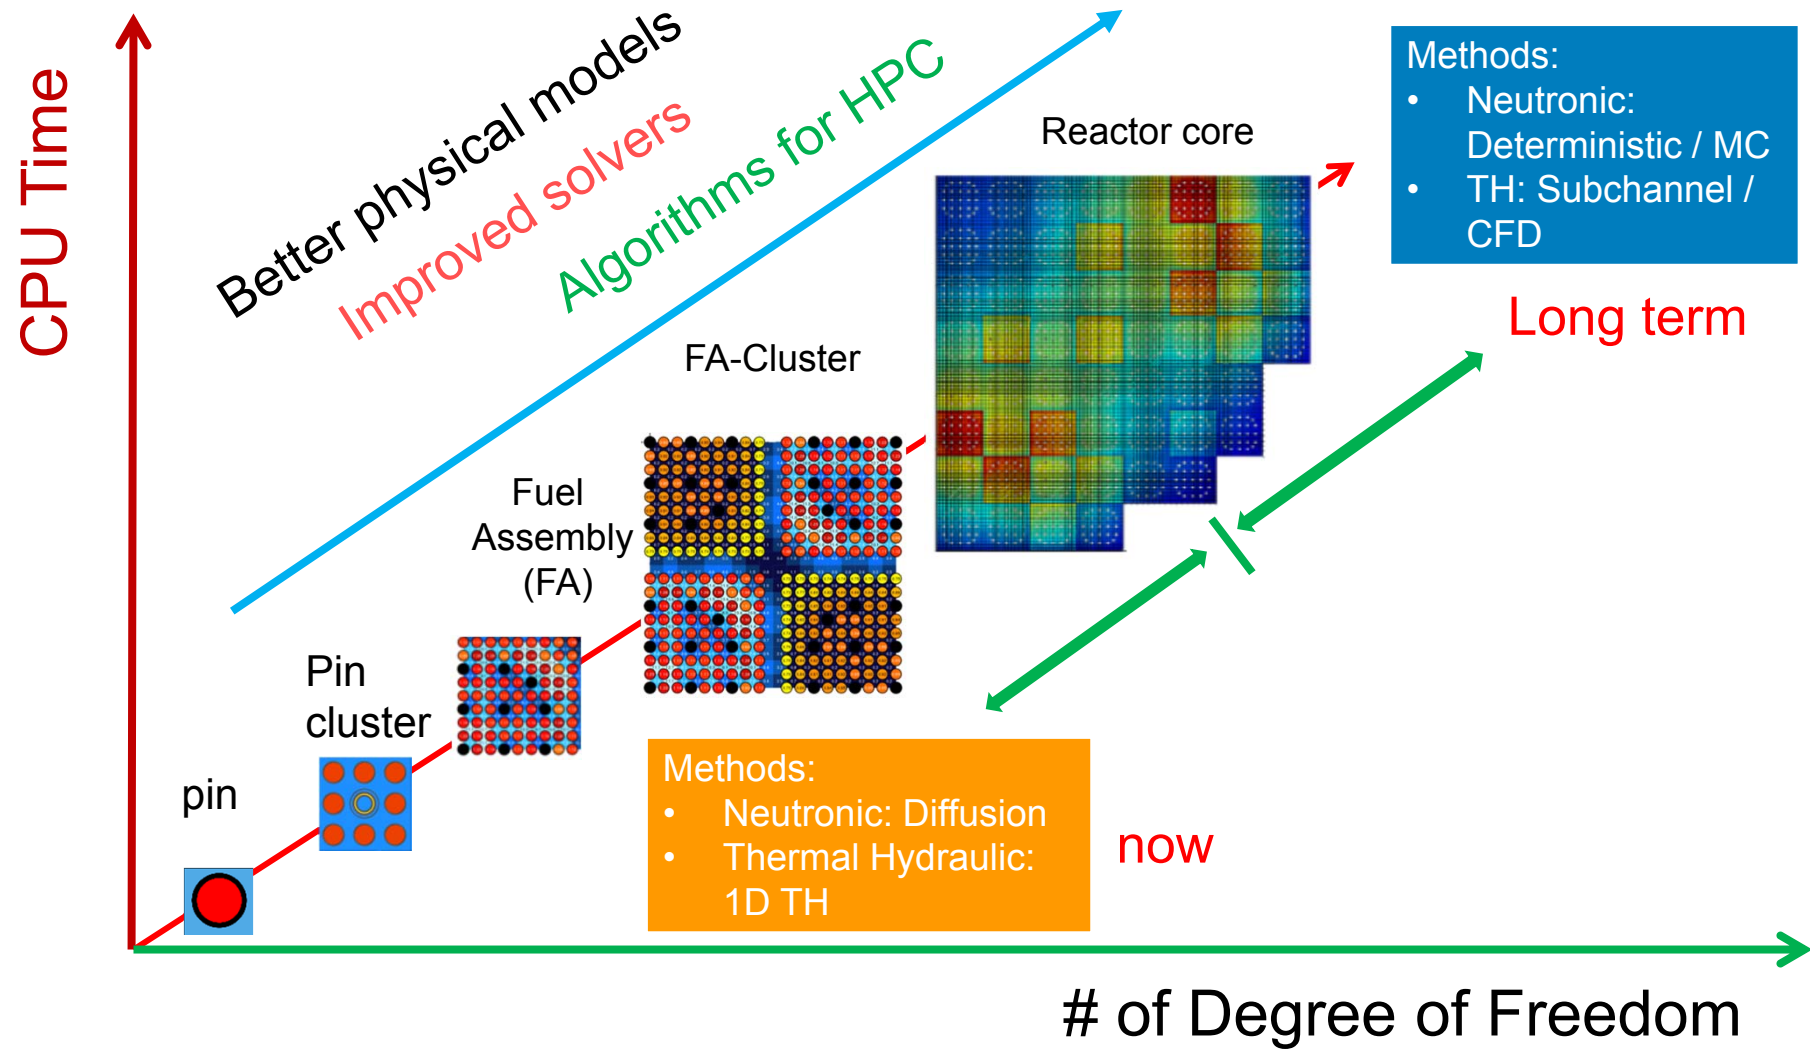 CPU Time
Better physical models
Improved solvers
Algorithms for HPC
Reactor core
Methods:
• Neutronic:
Deterministic / MC
• TH: Subchannel /
CFD
Long term
FA-Cluster
Fuel
Assembly
(FA)
Pin
cluster
pin
Methods:
• Neutronic: Diffusion
• Thermal Hydraulic:
1D TH
now
# of Degree of Freedom